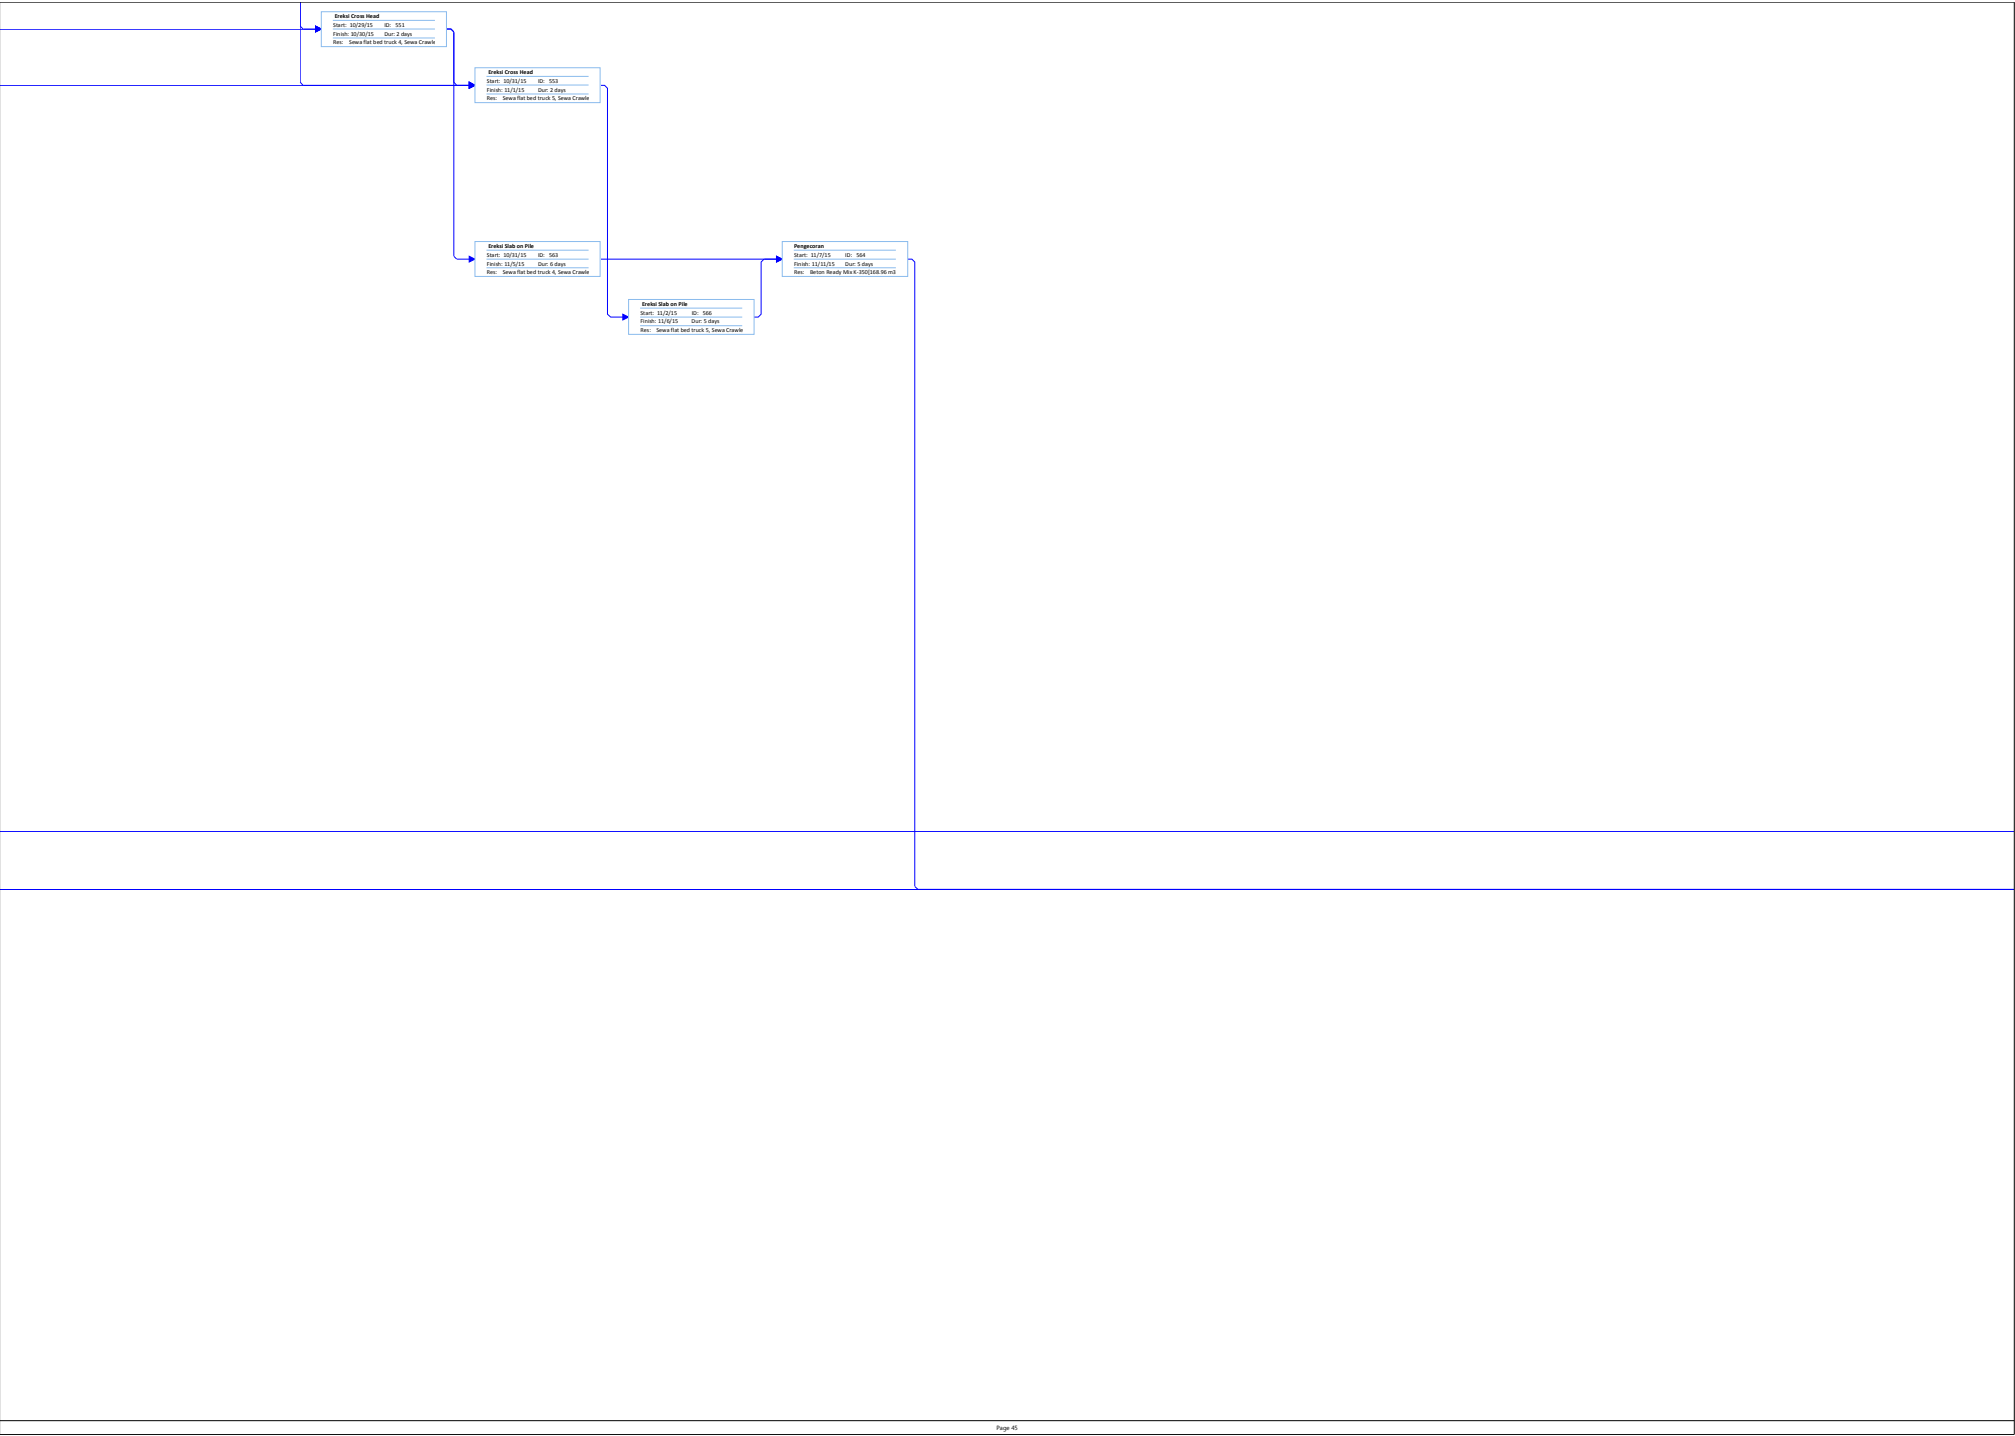 Ereksi Cross Head
Start: 10/29/15 ID: 551
Finish: 10/30/15 Dur: 2 days
Res: Sewa flat bed truck 4, Sewa Crawle
Ereksi Cross Head
Start: 10/31/15 ID: 553
Finish: 11/1/15 Dur: 2 days
Res: Sewa flat bed truck 5, Sewa Crawle
Ereksi Slab on Pile
Start: 10/31/15 ID: 563
Finish: 11/5/15 Dur: 6 days
Res: Sewa flat bed truck 4, Sewa Crawle
Pengecoran
Start: 11/7/15 ID: 564
Finish: 11/11/15 Dur: 5 days
Res: Beton Ready Mix K-350[168.96 m3
Ereksi Slab on Pile
Start: 11/2/15 ID: 566
Finish: 11/6/15 Dur: 5 days
Res: Sewa flat bed truck 5, Sewa Crawle
Page 45